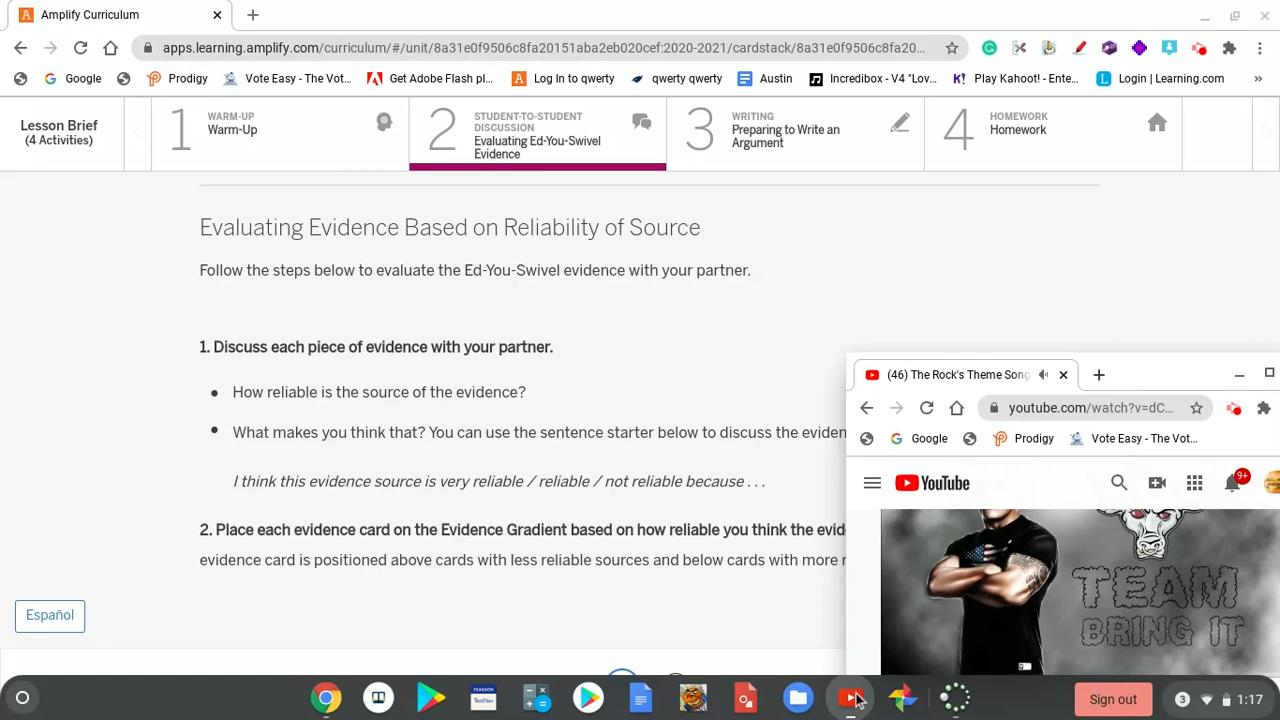 Amplify Curriculum
apps.learning.amplify.com/curriculum/#/unit/8a31e0f9506c8fa20151aba2eb020cef:2020-2021/cardstack/8a31e0f9506c8fa20...
Google
Prodigy
Vote Easy - The Vot...
Get Adobe Flash pl...
Log In to qwerty
qwerty qwerty
Austin
Incredibox - V4 "Lov...
Play Kahoot! - Ente...
Login | Learning.com
»
Lesson Brief
(4 Activities)
1
WARM-UP
Warm-Up
2
STUDENT-TO-STUDENT
DISCUSSION
Evaluating Ed-You-Swivel
Evidence
3
WRITING
Preparing to Write an
Argument
4
HOMEWORK
Homework
Evaluating Evidence Based on Reliability of Source
Follow the steps below to evaluate the Ed-You-Swivel evidence with your partner.
1. Discuss each piece of evidence with your partner.
• How reliable is the source of the evidence?
• What makes you think that? You can use the sentence starter below to discuss the eviden
I think this evidence source is very reliable / reliable / not reliable because . . .
2. Place each evidence card on the Evidence Gradient based on how reliable you think the evid
evidence card is positioned above cards with less reliable sources and below cards with more r
Español
(46) The Rock's Theme Song
youtube.com/watch?v=dC...
Google
Prodigy
Vote Easy - The Vot...
YouTube
9+
TEAM
BRING IT
PEARSON
TestNav
Sign out
3
1:17